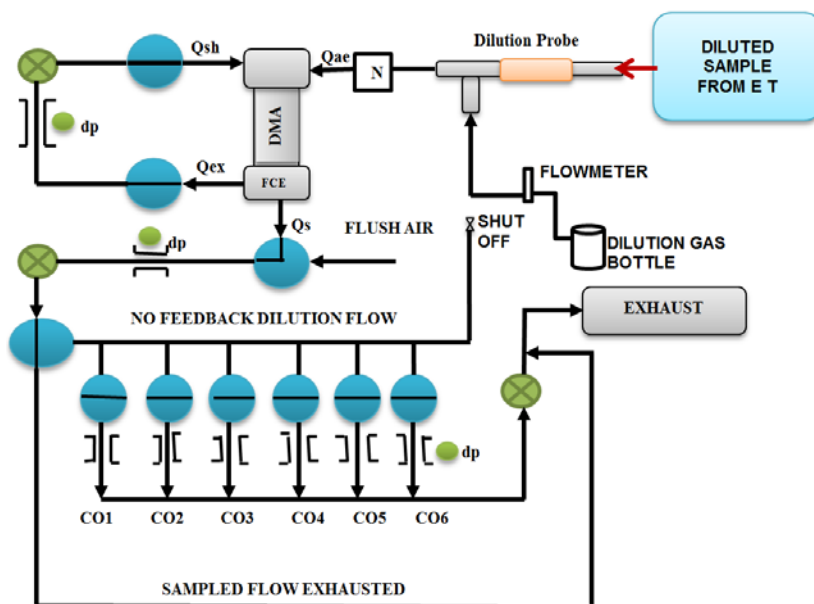 Qsh
Qae
N
Dilution Probe
DILUTED
SAMPLE
FROM E T
dp
DMA
Qex
FCE
FLOWMETER
Qs
FLUSH AIR
SHUT
OFF
dp
DILUTION GAS
BOTTLE
NO FEEDBACK DILUTION FLOW
EXHAUST
dp
CO1
CO2
CO3
CO4
CO5
CO6
SAMPLED FLOW EXHAUSTED